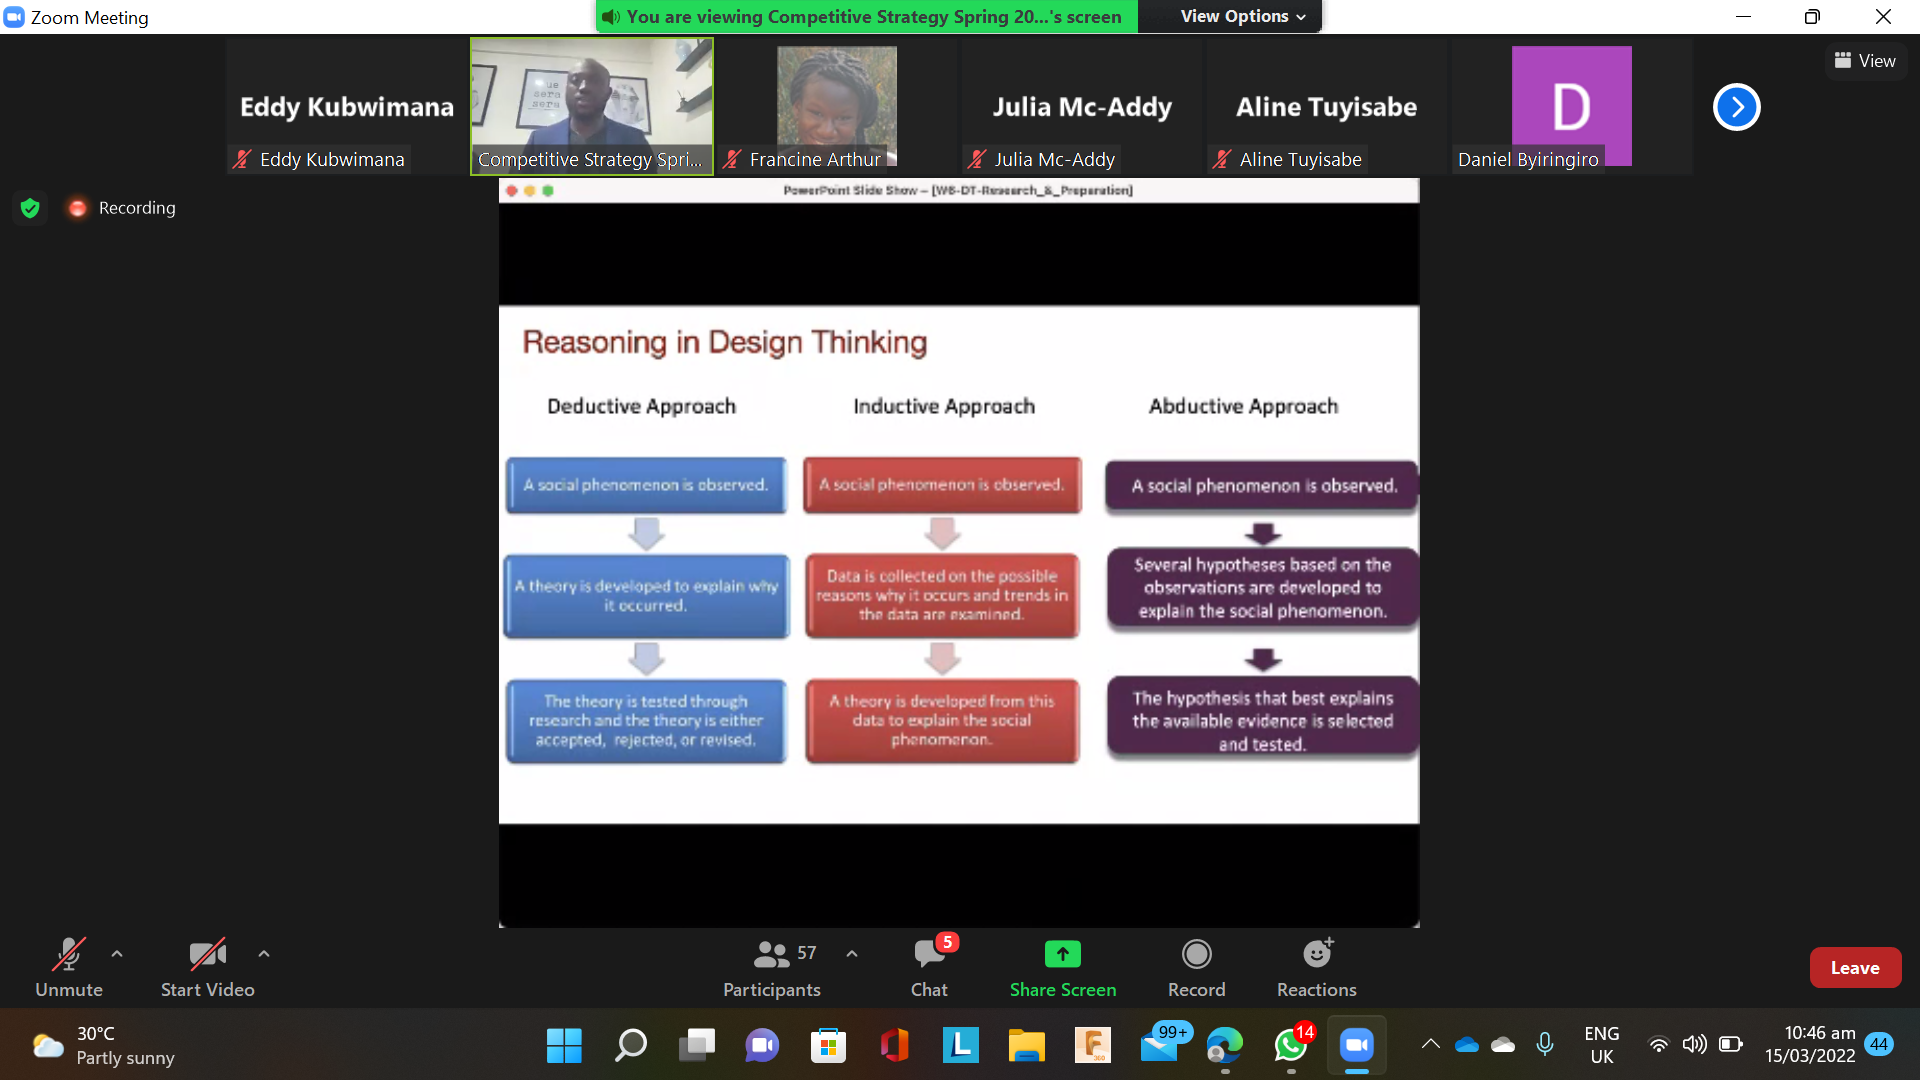 Zoom Meeting
You are viewing Competitive Strategy Spring 20...'s screen
View Options
View
Eddy Kubwimana
Julia Mc-Addy
Aline Tuyisabe
D
ue
sera
sera
Eddy Kubwimana
Competitive Strategy Spri...
Francine Arthur
Julia Mc-Addy
Aline Tuyisabe
Daniel Byiringiro
Recording
PowerPoint Slide Show – [W6-DT-Research_&_Preparation]
Reasoning in Design Thinking
Deductive Approach
A social phenomenon is observed.
A theory is developed to explain why
it occurred.
The theory is tested through
research and the theory is either
accepted, rejected, or revised.
Inductive Approach
A social phenomenon is observed.
Data is collected on the possible
reasons why it occurs and trends in
the data are examined.
A theory is developed from this
data to explain the social
phenomenon.
Abductive Approach
A social phenomenon is observed.
Several hypotheses based on the
observations are developed to
explain the social phenomenon.
The hypothesis that best explains
the available evidence is selected
and tested.
Unmute
Start Video
57
Participants
5
Chat
Share Screen
Record
Reactions
Leave
30°C
Partly sunny
L
F
360
99+
14
ENG
UK
10:46 am
15/03/2022
44